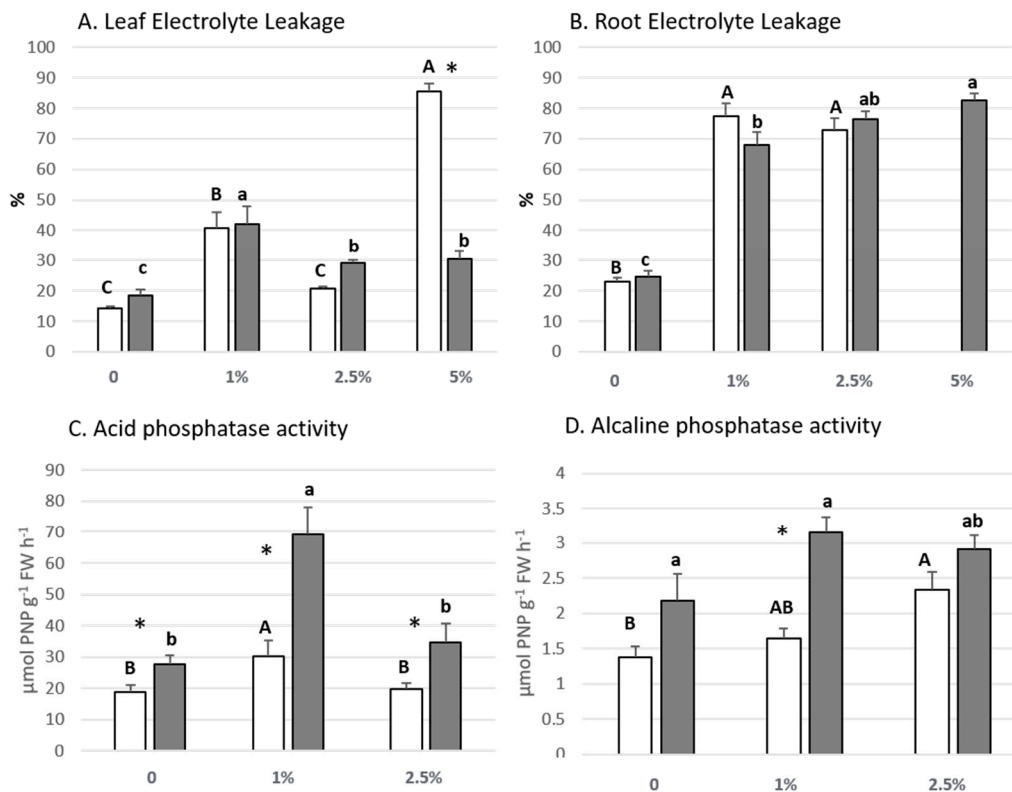 A. Leaf Electrolyte Leakage
100
90
80
70
60
50
40
30
20
10
0
%
C
c
B
a
C
b
A *
b
0 1% 2.5% 5%
B. Root Electrolyte Leakage
100
90
80
70
60
50
40
30
20
10
0
%
B
c
A
b
A
ab
a
0 1% 2.5% 5%
C. Acid phosphatase activity
90
80
70
60
50
40
30
20
10
0
µmol PNP g⁻¹ FW h⁻¹
*
B
b
*
A
a
*
B
b
0 1% 2.5%
D. Alcaline phosphatase activity
4
3.5
3
2.5
2
1.5
1
0.5
0
µmol PNP g⁻¹ FW h⁻¹
B
a
*
AB
a
A
ab
0 1% 2.5%